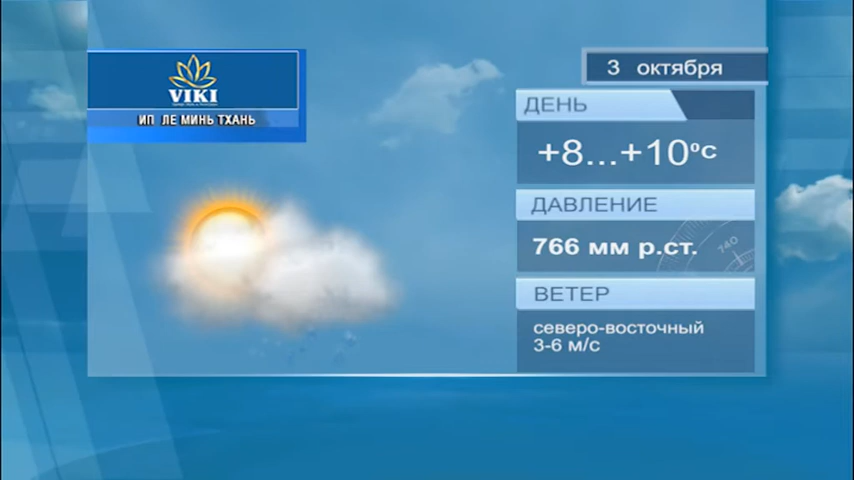 VIKI
ИП ЛЕ МИНЬ ТХАНЬ
3 октября
ДЕНЬ
+8...+10°C
ДАВЛЕНИЕ
766 мм р.ст.
740
ВЕТЕР
северо-восточный
3-6 м/с